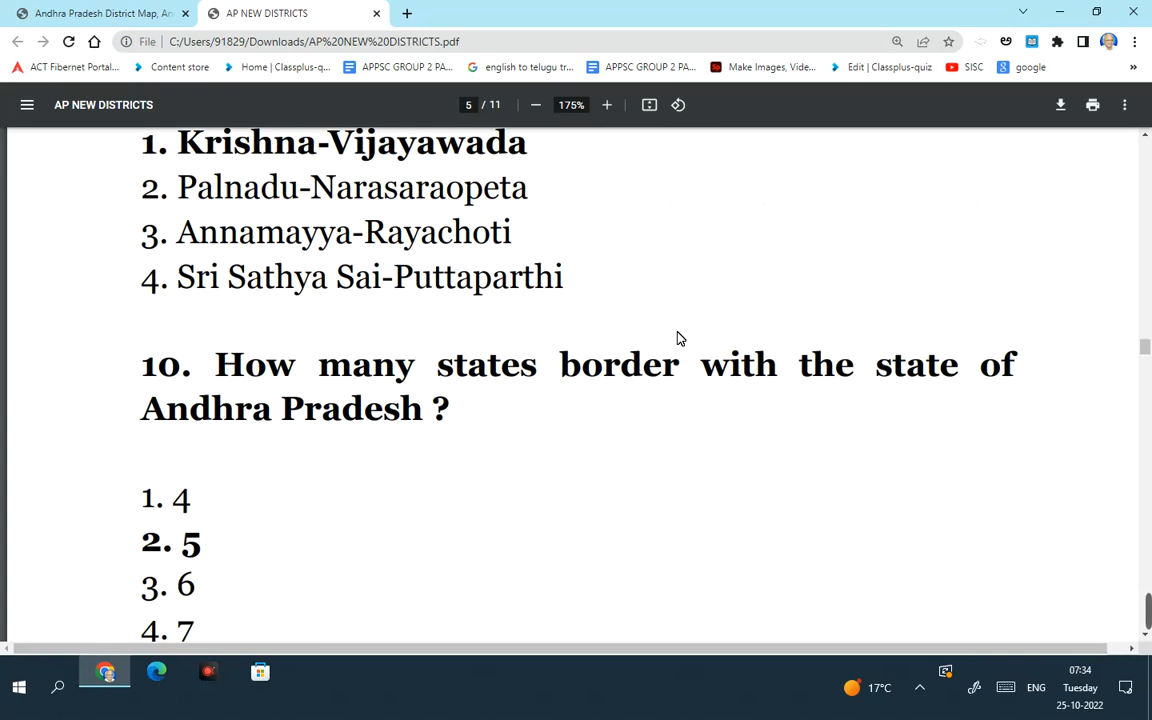 Andhra Pradesh District Map, An
AP NEW DISTRICTS
File C:/Users/91829/Downloads/AP%20NEW%20DISTRICTS.pdf
ACT Fibernet Portal... Content store Home | Classplus-q... APPSC GROUP 2 PA... english to telugu tr... APPSC GROUP 2 PA... Make Images, Vide... Edit | Classplus-quiz SISC google
AP NEW DISTRICTS 5 / 11 175%
1. Krishna-Vijayawada
2. Palnadu-Narasaraopeta
3. Annamayya-Rayachoti
4. Sri Sathya Sai-Puttaparthi
10. How many states border with the state of
Andhra Pradesh ?
1. 4
2. 5
3. 6
4. 7
17°C ENG
07:34
Tuesday
25-10-2022